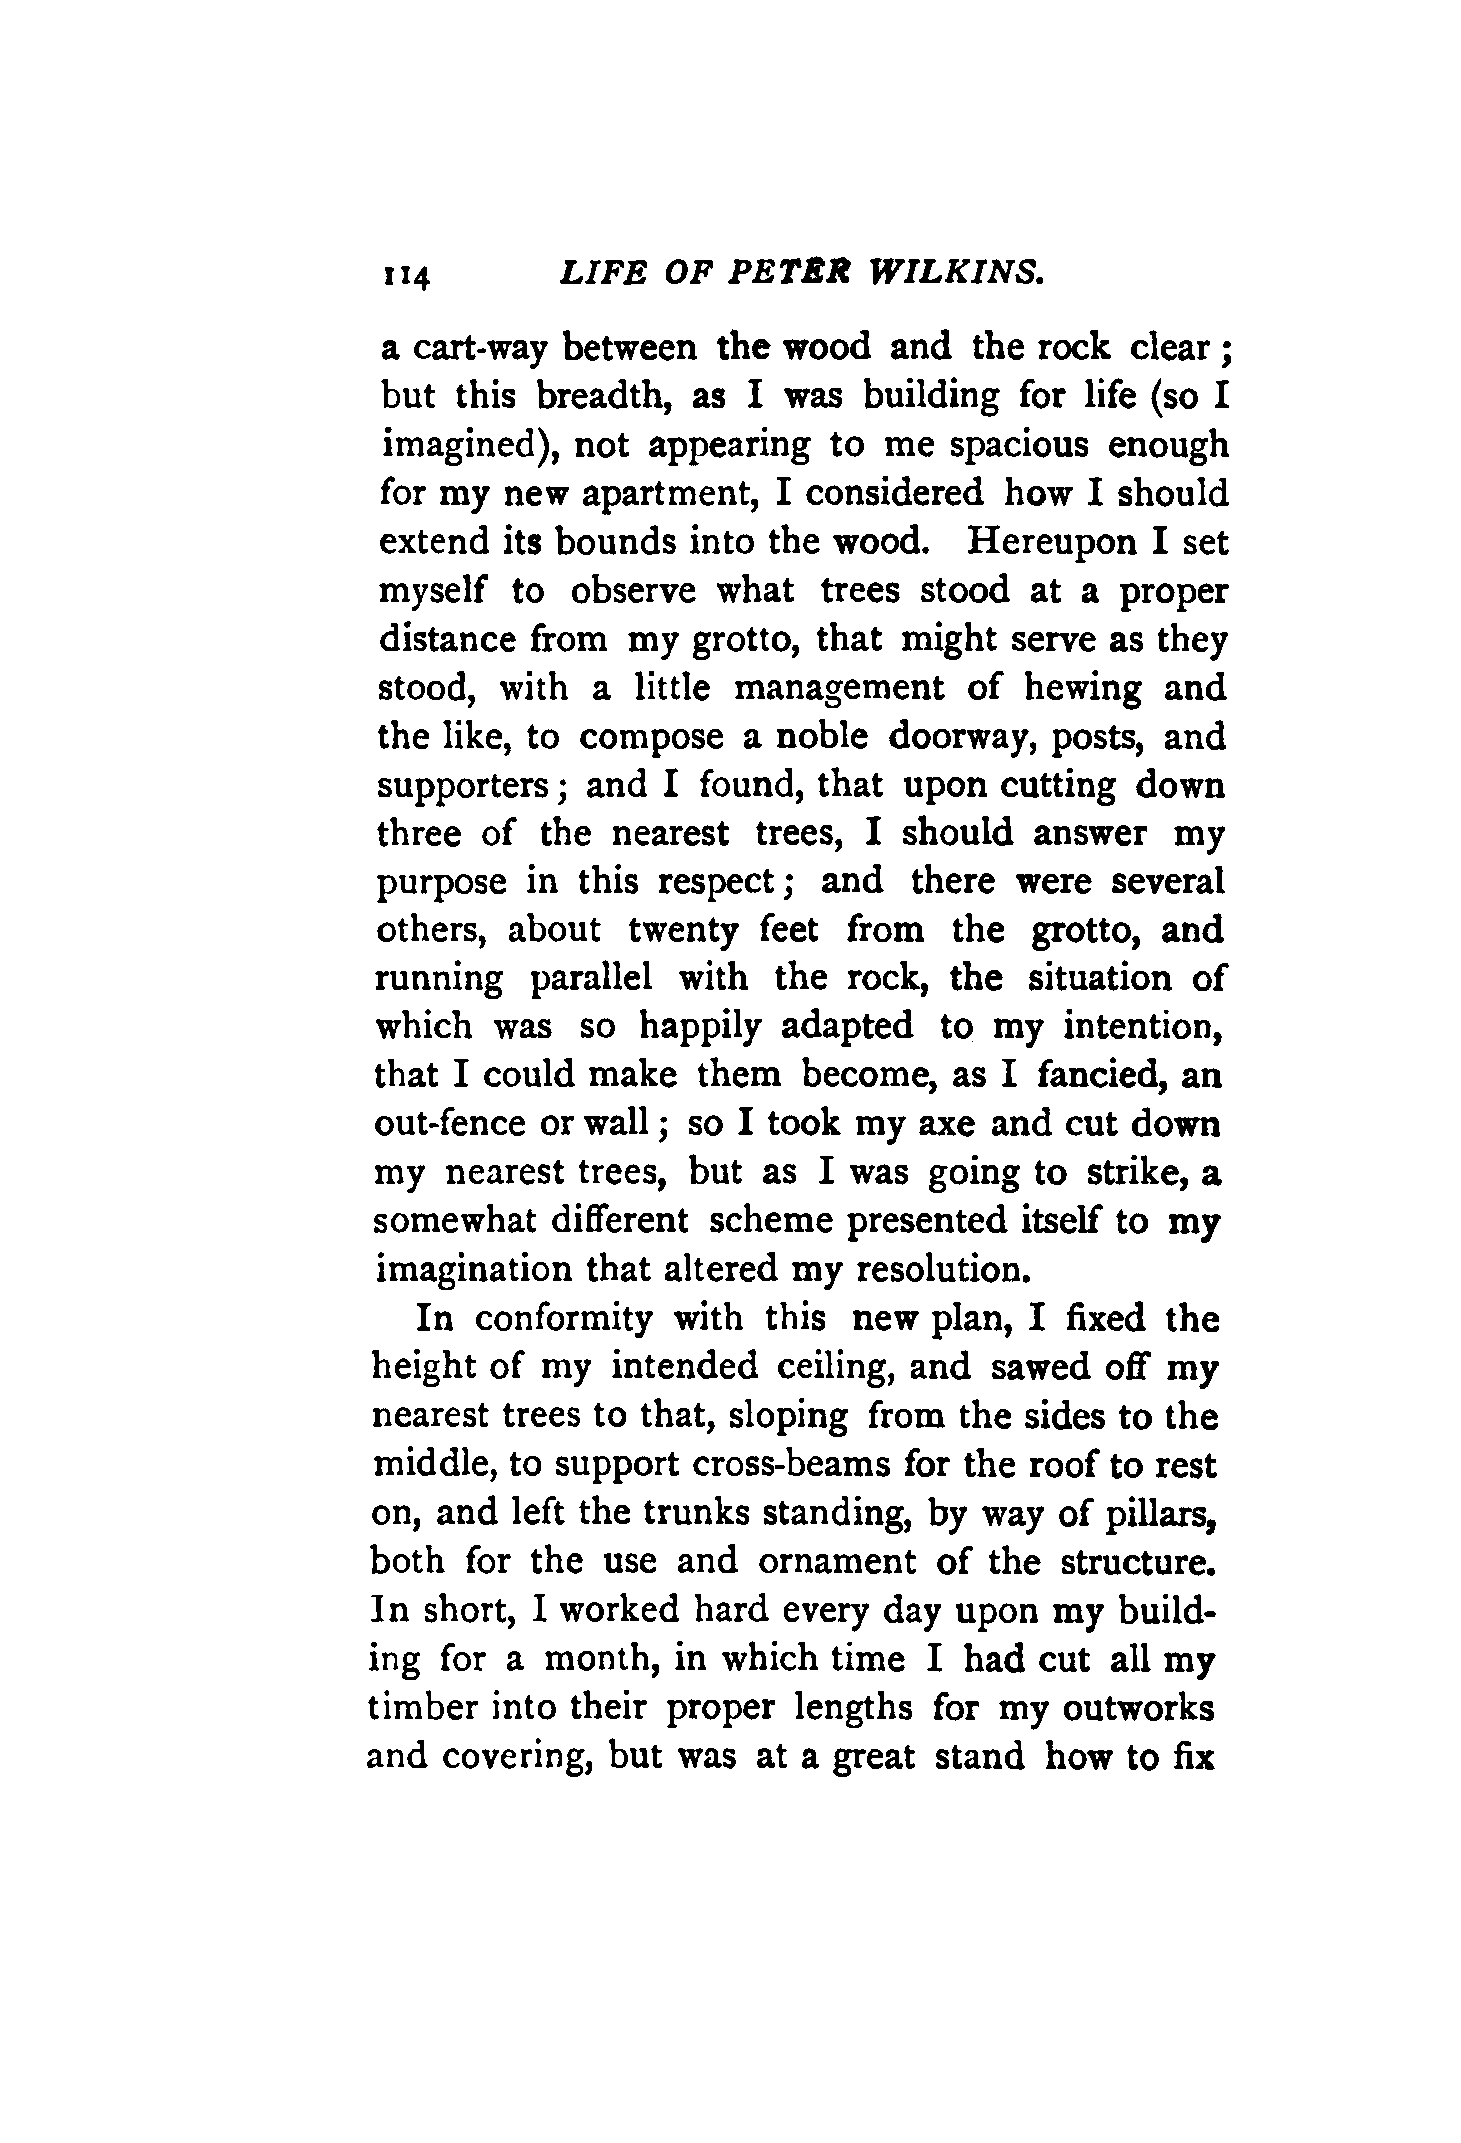 114 LIFE OF PETER WILKINS.
a cart-way between the wood and the rock clear ;
but this breadth, as I was building for life (so I
imagined), not appearing to me spacious enough
for my new apartment, I considered how I should
extend its bounds into the wood. Hereupon I set
myself to observe what trees stood at a proper
distance from my grotto, that might serve as they
stood, with a little management of hewing and
the like, to compose a noble doorway, posts, and
supporters ; and I found, that upon cutting down
three of the nearest trees, I should answer my
purpose in this respect ; and there were several
others, about twenty feet from the grotto, and
running parallel with the rock, the situation of
which was so happily adapted to my intention,
that I could make them become, as I fancied, an
out-fence or wall ; so I took my axe and cut down
my nearest trees, but as I was going to strike, a
somewhat different scheme presented itself to my
imagination that altered my resolution.
In conformity with this new plan, I fixed the
height of my intended ceiling, and sawed off my
nearest trees to that, sloping from the sides to the
middle, to support cross-beams for the roof to rest
on, and left the trunks standing, by way of pillars,
both for the use and ornament of the structure.
In short, I worked hard every day upon my build-
ing for a month, in which time I had cut all my
timber into their proper lengths for my outworks
and covering, but was at a great stand how to fix